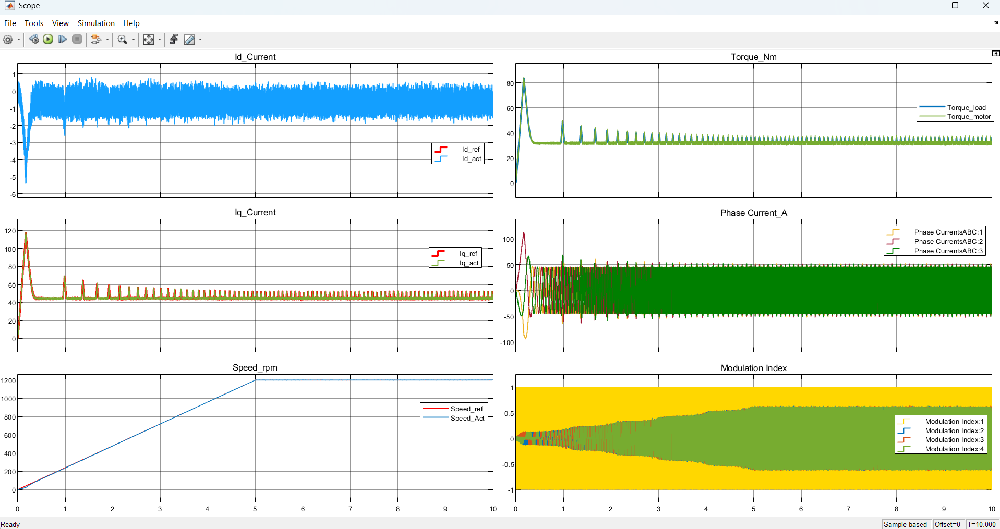 Scope
File Tools View Simulation Help
Id_Current
1
0
-1
-2
-3
-4
-5
-6
Id_ref
Id_act
Torque_Nm
80
60
40
20
0
Torque_load
Torque_motor
Iq_Current
120
100
80
60
40
20
0
Iq_ref
Iq_act
Phase Current_A
100
50
0
-50
-100
Phase CurrentsABC:1
Phase CurrentsABC:2
Phase CurrentsABC:3
Speed_rpm
1200
1000
800
600
400
200
0
Speed_ref
Speed_Act
0 1 2 3 4 5 6 7 8 9 10
Modulation Index
1
0.5
0
-0.5
-1
Modulation Index:1
Modulation Index:2
Modulation Index:3
Modulation Index:4
0 1 2 3 4 5 6 7 8 9 10
Ready
Sample based Offset=0 T=10.000